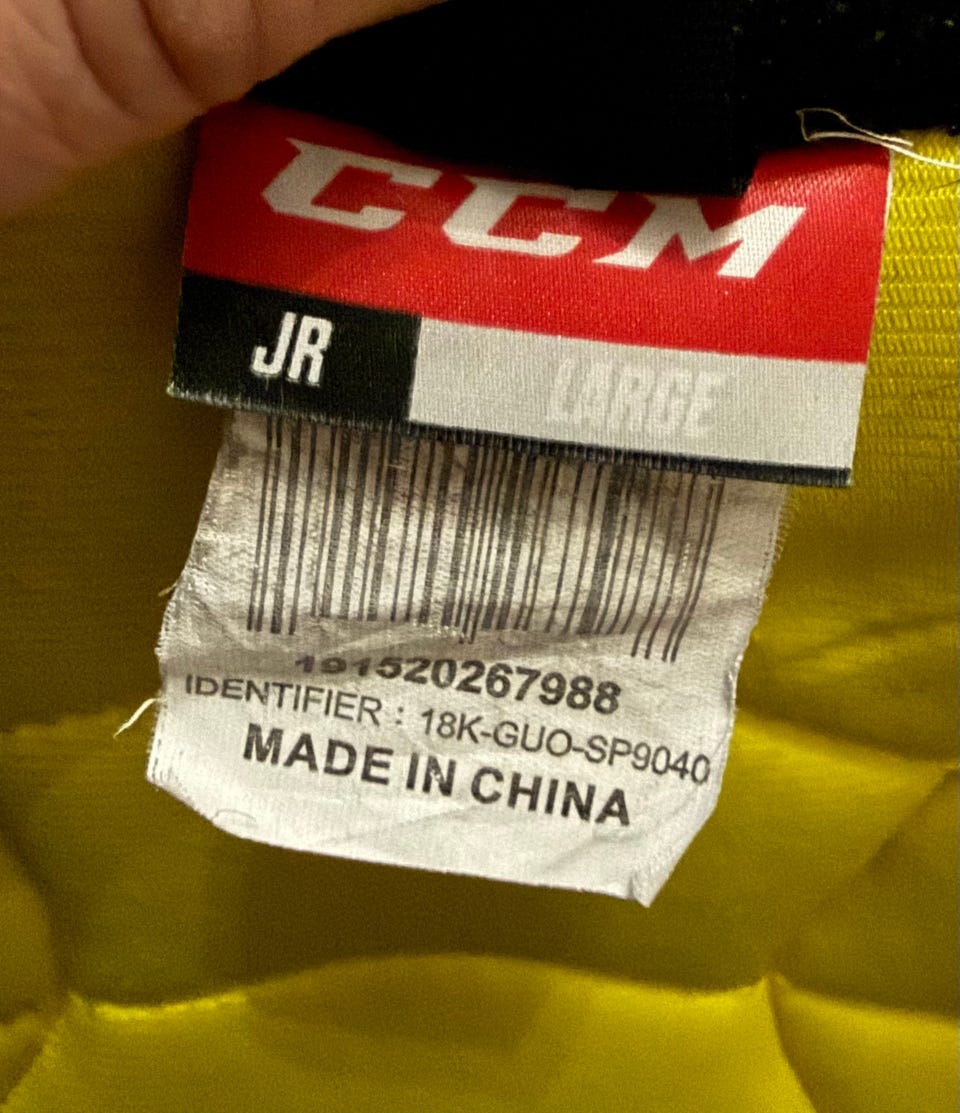 CCM
JR LARGE
191520267988
IDENTIFIER : 18K-GUO-SP9040
MADE IN CHINA